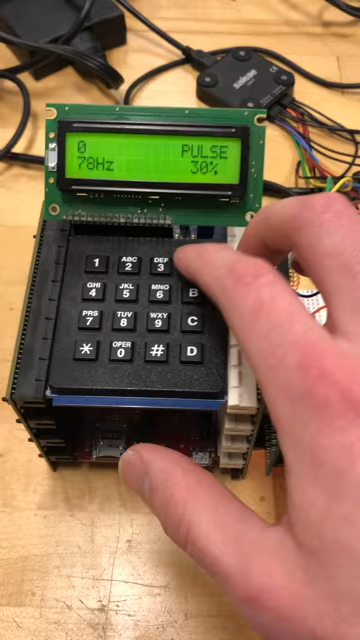 saleae
0 PULSE
78Hz 30%
1 ABC 2 DEF 3
GHI 4 JKL 5 MNO 6 B
PRS 7 TUV 8 WXY 9 C
* OPER 0 # D